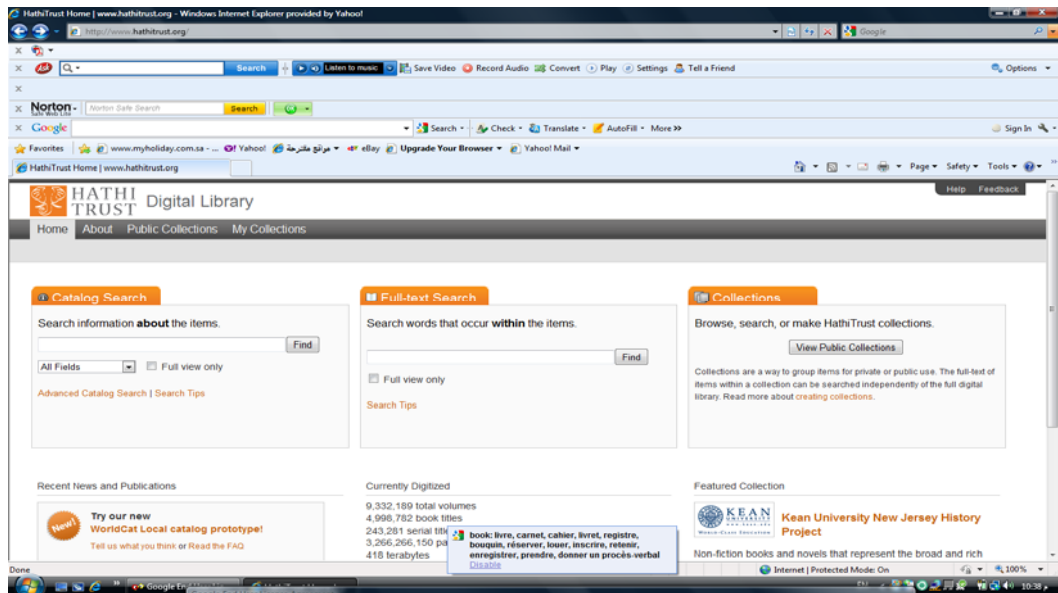 HathiTrust Home | www.hathitrust.org - Windows Internet Explorer provided by Yahoo!
http://www.hathitrust.org/
Google
Search
Listen to music
Save Video Record Audio Convert Play Settings Tell a Friend
Options
Norton
Safe Web Lite
Norton Safe Search
Search
Google
Search Check Translate AutoFill More >>
Sign In
Favorites www.myholiday.com.sa - ... Yahoo! مواقع مقترحة eBay Upgrade Your Browser Yahoo! Mail
HathiTrust Home | www.hathitrust.org
Page Safety Tools
HATHI
TRUST
Digital Library
Help Feedback
Home About Public Collections My Collections
Catalog Search
Search information about the items.
Find
All Fields Full view only
Advanced Catalog Search | Search Tips
Full-text Search
Search words that occur within the items.
Find
Full view only
Search Tips
Collections
Browse, search, or make HathiTrust collections.
View Public Collections
Collections are a way to group items for private or public use. The full-text of
items within a collection can be searched independently of the full digital
library. Read more about creating collections.
Recent News and Publications
New!
Try our new
WorldCat Local catalog prototype!
Tell us what you think or Read the FAQ
Currently Digitized
9,332,189 total volumes
4,998,782 book titles
243,281 serial titl
3,266,266,150 pa
418 terabytes
book: livre, carnet, cahier, livret, registre,
bouquin, réserver, louer, inscrire, retenir,
enregistrer, prendre, donner un procès-verbal
Disable
Featured Collection
KEAN
UNIVERSITY
World-Class Education
Kean University New Jersey History
Project
Non-fiction books and novels that represent the broad and rich
Done
Internet | Protected Mode: On
100%
Google
EN
10:38